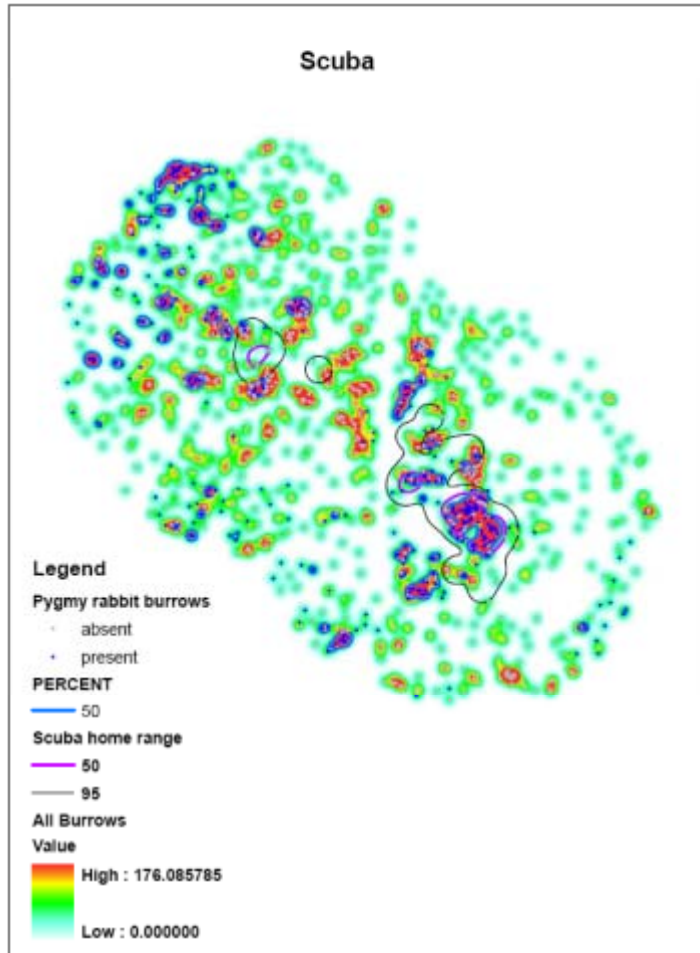 Scuba
Legend
Pygmy rabbit burrows
absent
present
PERCENT
50
Scuba home range
50
95
All Burrows
Value
High : 176.085785
Low : 0.000000